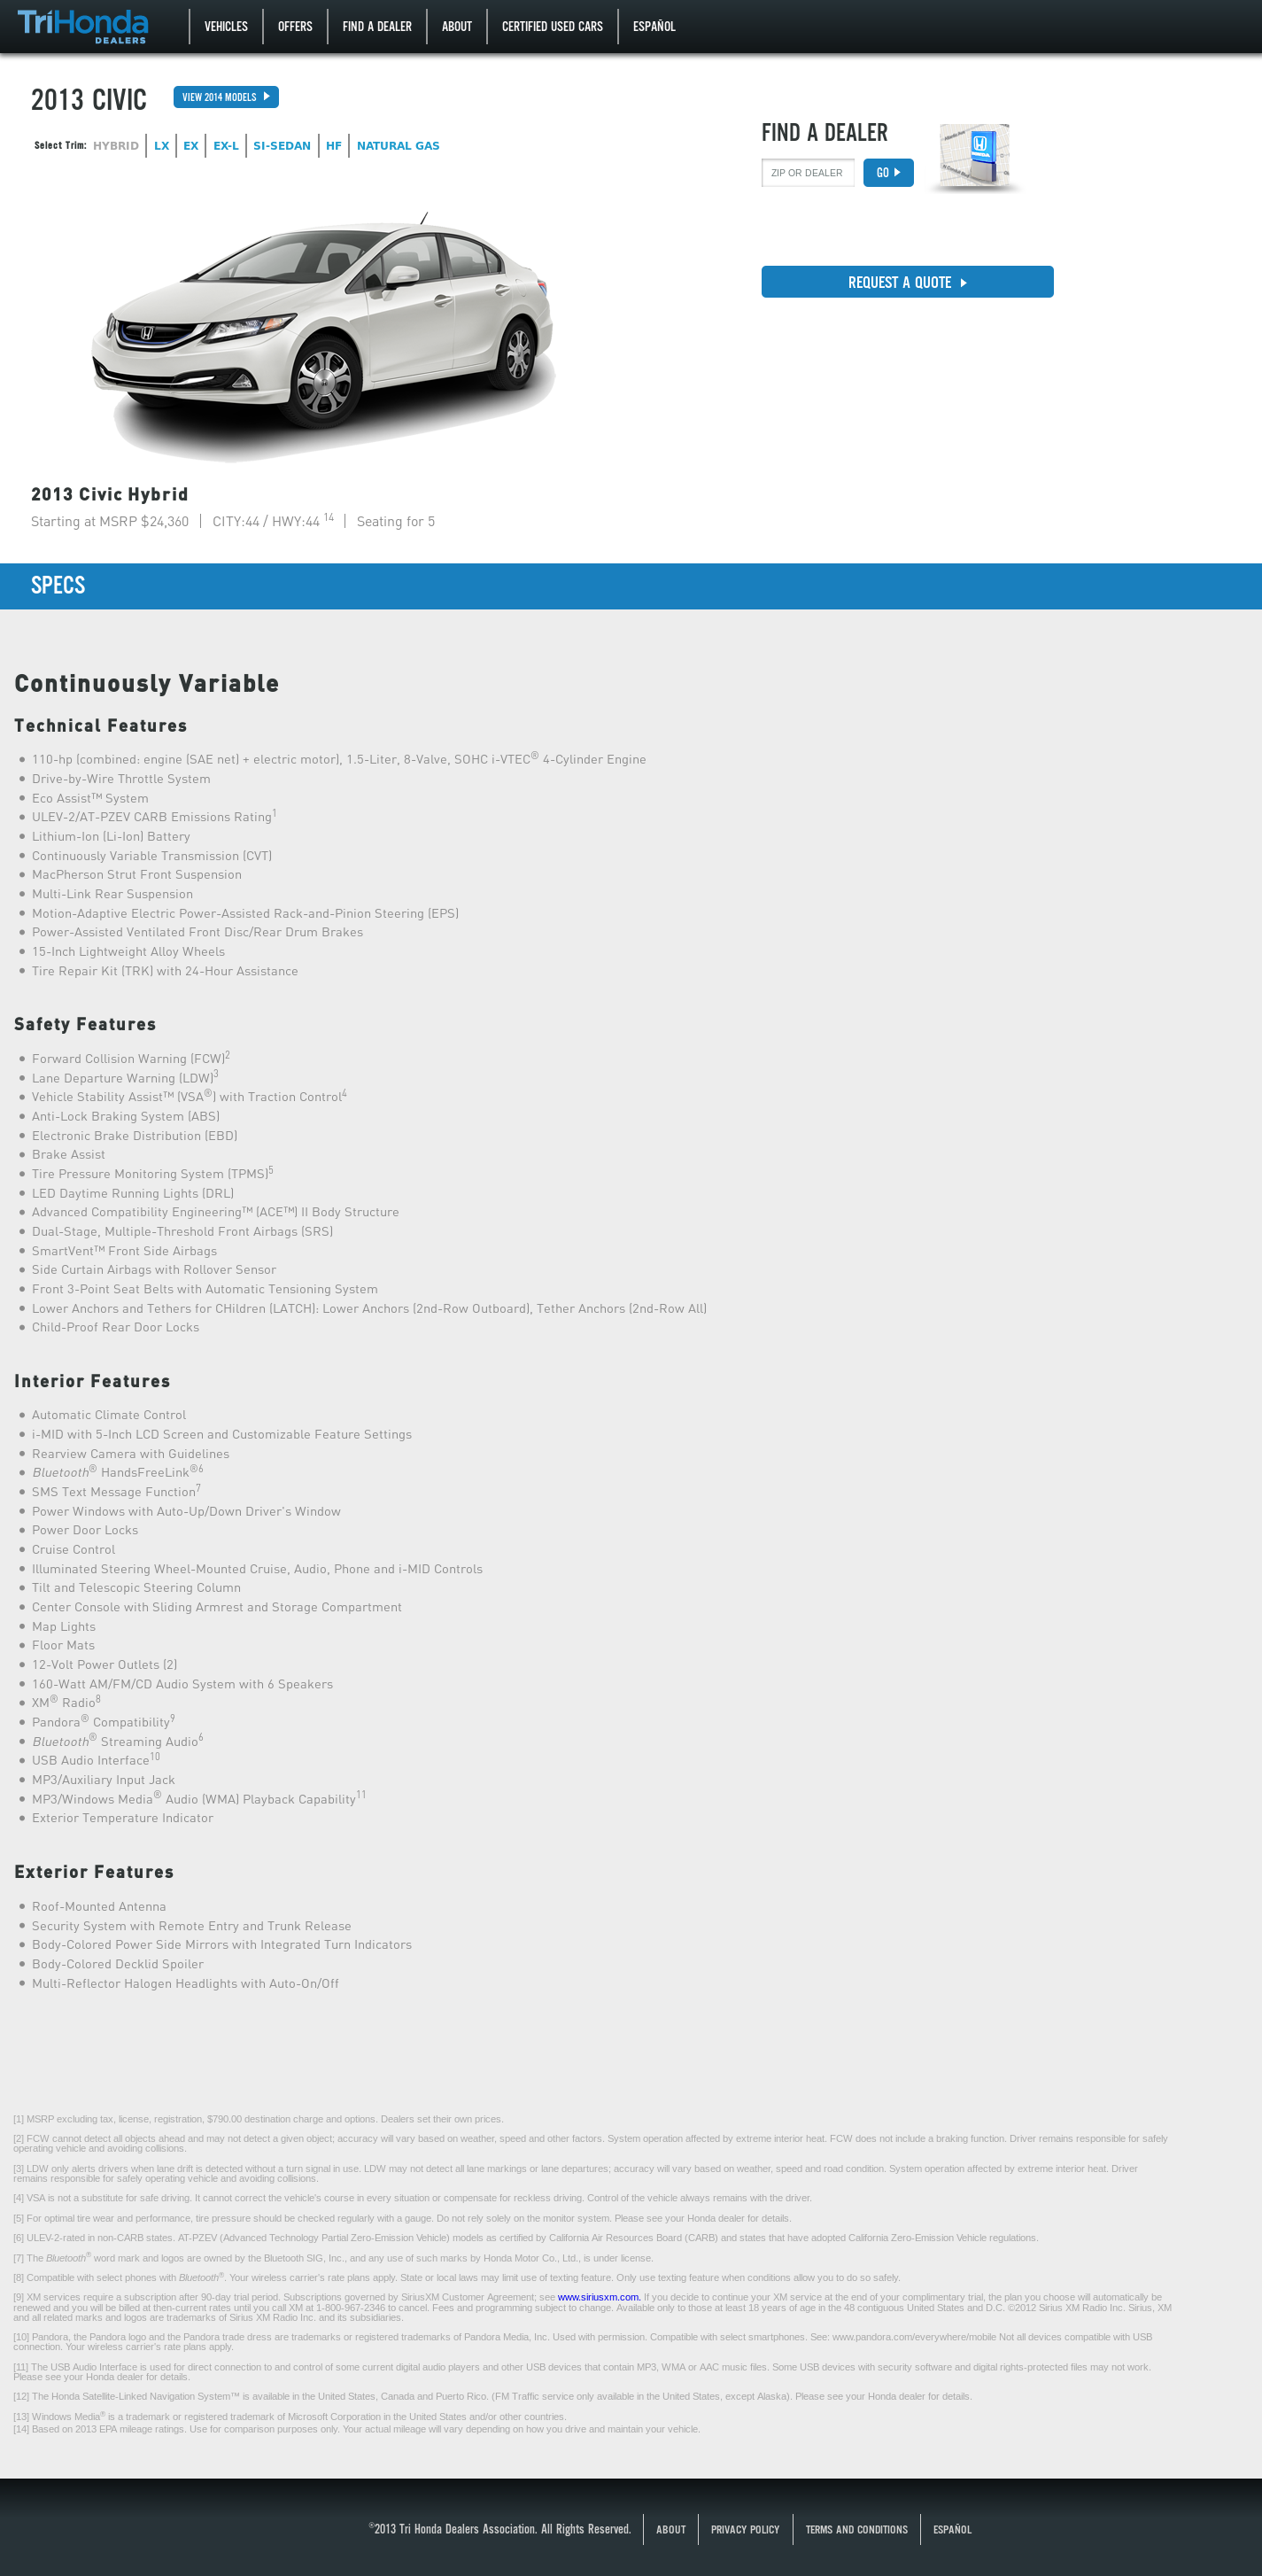 TriHonda
DEALERS
VEHICLES
OFFERS
FIND A DEALER
ABOUT
CERTIFIED USED CARS
ESPAÑOL
2013 CIVIC
VIEW 2014 MODELS
Select Trim: HYBRID LX EX EX-L SI-SEDAN HF NATURAL GAS
FIND A DEALER
ZIP OR DEALER
GO
REQUEST A QUOTE
2013 Civic Hybrid
Starting at MSRP $24,360 | CITY:44 / HWY:44 14 | Seating for 5
SPECS
Continuously Variable
Technical Features
110-hp (combined: engine (SAE net) + electric motor), 1.5-Liter, 8-Valve, SOHC i-VTEC® 4-Cylinder Engine
Drive-by-Wire Throttle System
Eco Assist™ System
ULEV-2/AT-PZEV CARB Emissions Rating1
Lithium-Ion (Li-Ion) Battery
Continuously Variable Transmission (CVT)
MacPherson Strut Front Suspension
Multi-Link Rear Suspension
Motion-Adaptive Electric Power-Assisted Rack-and-Pinion Steering (EPS)
Power-Assisted Ventilated Front Disc/Rear Drum Brakes
15-Inch Lightweight Alloy Wheels
Tire Repair Kit (TRK) with 24-Hour Assistance
Safety Features
Forward Collision Warning (FCW)2
Lane Departure Warning (LDW)3
Vehicle Stability Assist™ (VSA®) with Traction Control4
Anti-Lock Braking System (ABS)
Electronic Brake Distribution (EBD)
Brake Assist
Tire Pressure Monitoring System (TPMS)5
LED Daytime Running Lights (DRL)
Advanced Compatibility Engineering™ (ACE™) II Body Structure
Dual-Stage, Multiple-Threshold Front Airbags (SRS)
SmartVent™ Front Side Airbags
Side Curtain Airbags with Rollover Sensor
Front 3-Point Seat Belts with Automatic Tensioning System
Lower Anchors and Tethers for CHildren (LATCH): Lower Anchors (2nd-Row Outboard), Tether Anchors (2nd-Row All)
Child-Proof Rear Door Locks
Interior Features
Automatic Climate Control
i-MID with 5-Inch LCD Screen and Customizable Feature Settings
Rearview Camera with Guidelines
Bluetooth® HandsFreeLink®6
SMS Text Message Function7
Power Windows with Auto-Up/Down Driver's Window
Power Door Locks
Cruise Control
Illuminated Steering Wheel-Mounted Cruise, Audio, Phone and i-MID Controls
Tilt and Telescopic Steering Column
Center Console with Sliding Armrest and Storage Compartment
Map Lights
Floor Mats
12-Volt Power Outlets (2)
160-Watt AM/FM/CD Audio System with 6 Speakers
XM® Radio8
Pandora® Compatibility9
Bluetooth® Streaming Audio6
USB Audio Interface10
MP3/Auxiliary Input Jack
MP3/Windows Media® Audio (WMA) Playback Capability11
Exterior Temperature Indicator
Exterior Features
Roof-Mounted Antenna
Security System with Remote Entry and Trunk Release
Body-Colored Power Side Mirrors with Integrated Turn Indicators
Body-Colored Decklid Spoiler
Multi-Reflector Halogen Headlights with Auto-On/Off
[1] MSRP excluding tax, license, registration, $790.00 destination charge and options. Dealers set their own prices.
[2] FCW cannot detect all objects ahead and may not detect a given object; accuracy will vary based on weather, speed and other factors. System operation affected by extreme interior heat. FCW does not include a braking function. Driver remains responsible for safely
operating vehicle and avoiding collisions.
[3] LDW only alerts drivers when lane drift is detected without a turn signal in use. LDW may not detect all lane markings or lane departures; accuracy will vary based on weather, speed and road condition. System operation affected by extreme interior heat. Driver
remains responsible for safely operating vehicle and avoiding collisions.
[4] VSA is not a substitute for safe driving. It cannot correct the vehicle's course in every situation or compensate for reckless driving. Control of the vehicle always remains with the driver.
[5] For optimal tire wear and performance, tire pressure should be checked regularly with a gauge. Do not rely solely on the monitor system. Please see your Honda dealer for details.
[6] ULEV-2-rated in non-CARB states. AT-PZEV (Advanced Technology Partial Zero-Emission Vehicle) models as certified by California Air Resources Board (CARB) and states that have adopted California Zero-Emission Vehicle regulations.
[7] The Bluetooth® word mark and logos are owned by the Bluetooth SIG, Inc., and any use of such marks by Honda Motor Co., Ltd., is under license.
[8] Compatible with select phones with Bluetooth®. Your wireless carrier's rate plans apply. State or local laws may limit use of texting feature. Only use texting feature when conditions allow you to do so safely.
[9] XM services require a subscription after 90-day trial period. Subscriptions governed by SiriusXM Customer Agreement; see www.siriusxm.com. If you decide to continue your XM service at the end of your complimentary trial, the plan you choose will automatically be
renewed and you will be billed at then-current rates until you call XM at 1-800-967-2346 to cancel. Fees and programming subject to change. Available only to those at least 18 years of age in the 48 contiguous United States and D.C. ©2012 Sirius XM Radio Inc. Sirius, XM
and all related marks and logos are trademarks of Sirius XM Radio Inc. and its subsidiaries.
[10] Pandora, the Pandora logo and the Pandora trade dress are trademarks or registered trademarks of Pandora Media, Inc. Used with permission. Compatible with select smartphones. See: www.pandora.com/everywhere/mobile Not all devices compatible with USB
connection. Your wireless carrier's rate plans apply.
[11] The USB Audio Interface is used for direct connection to and control of some current digital audio players and other USB devices that contain MP3, WMA or AAC music files. Some USB devices with security software and digital rights-protected files may not work.
Please see your Honda dealer for details.
[12] The Honda Satellite-Linked Navigation System™ is available in the United States, Canada and Puerto Rico. (FM Traffic service only available in the United States, except Alaska). Please see your Honda dealer for details.
[13] Windows Media® is a trademark or registered trademark of Microsoft Corporation in the United States and/or other countries.
[14] Based on 2013 EPA mileage ratings. Use for comparison purposes only. Your actual mileage will vary depending on how you drive and maintain your vehicle.
®2013 Tri Honda Dealers Association. All Rights Reserved.
ABOUT
PRIVACY POLICY
TERMS AND CONDITIONS
ESPAÑOL